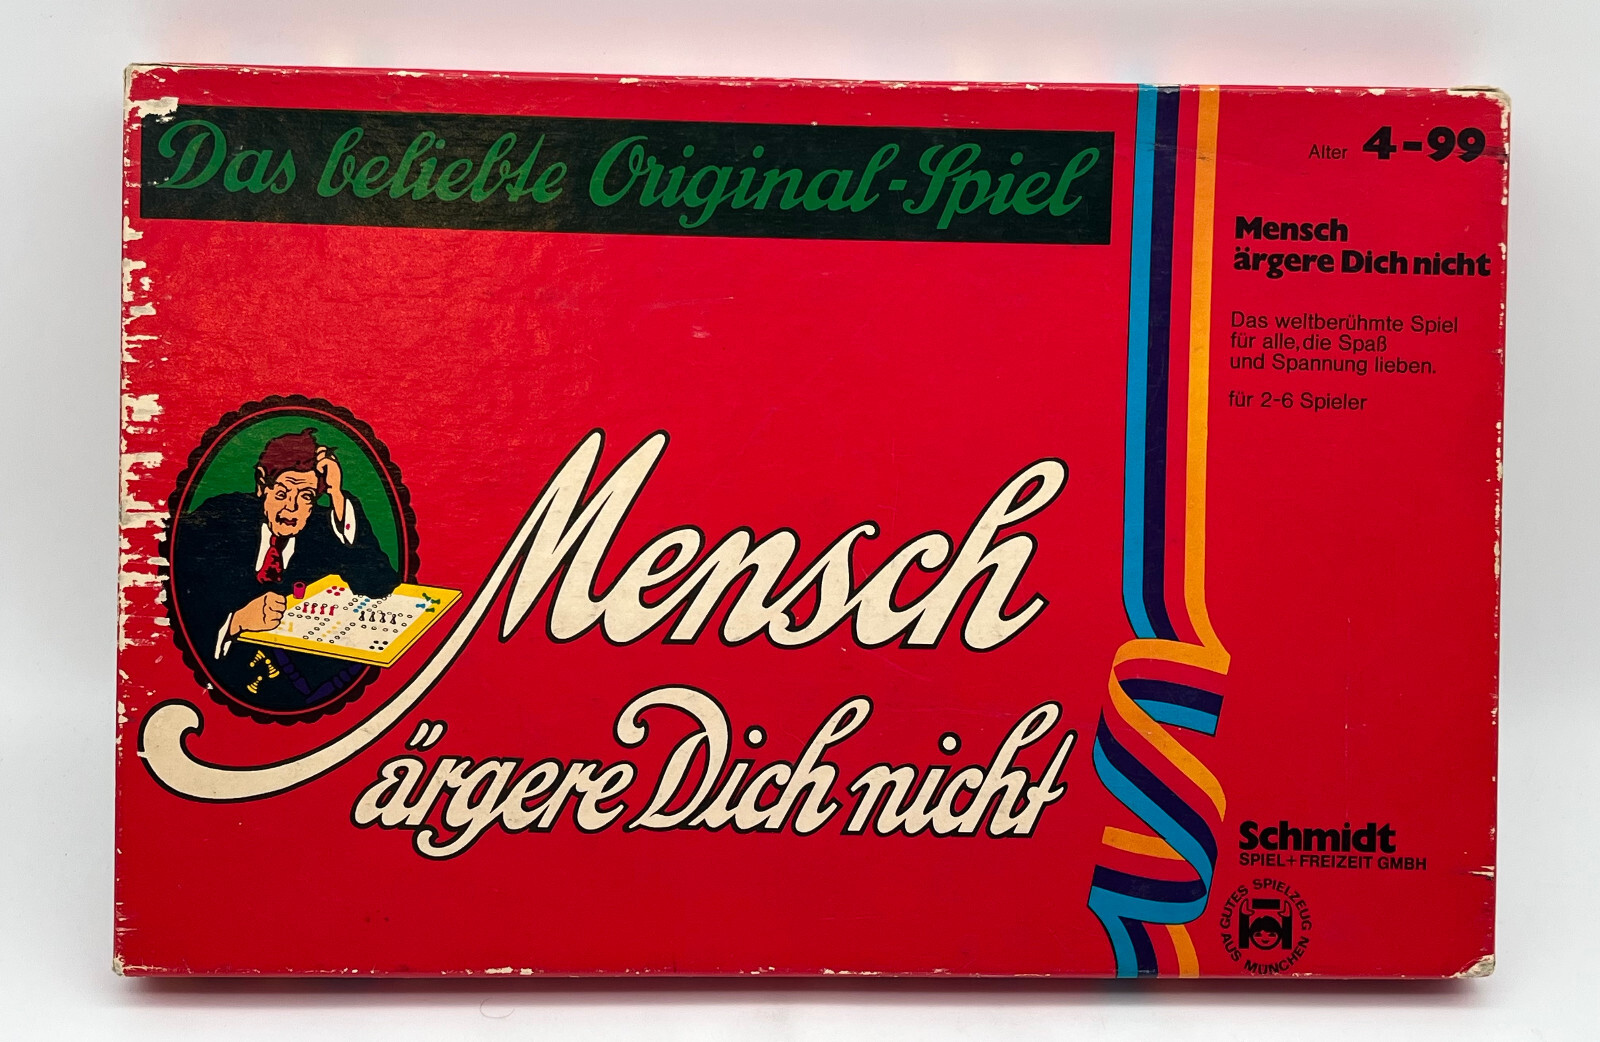 Das beliebte Original-Spiel
Mensch
ärgere Dich nicht
Alter 4-99
Mensch
ärgere Dich nicht
Das weltberühmte Spiel
für alle, die Spaß
und Spannung lieben.
für 2-6 Spieler
Schmidt
SPIEL+FREIZEIT GMBH
GUTES SPIELZEUG
AUS MÜNCHEN